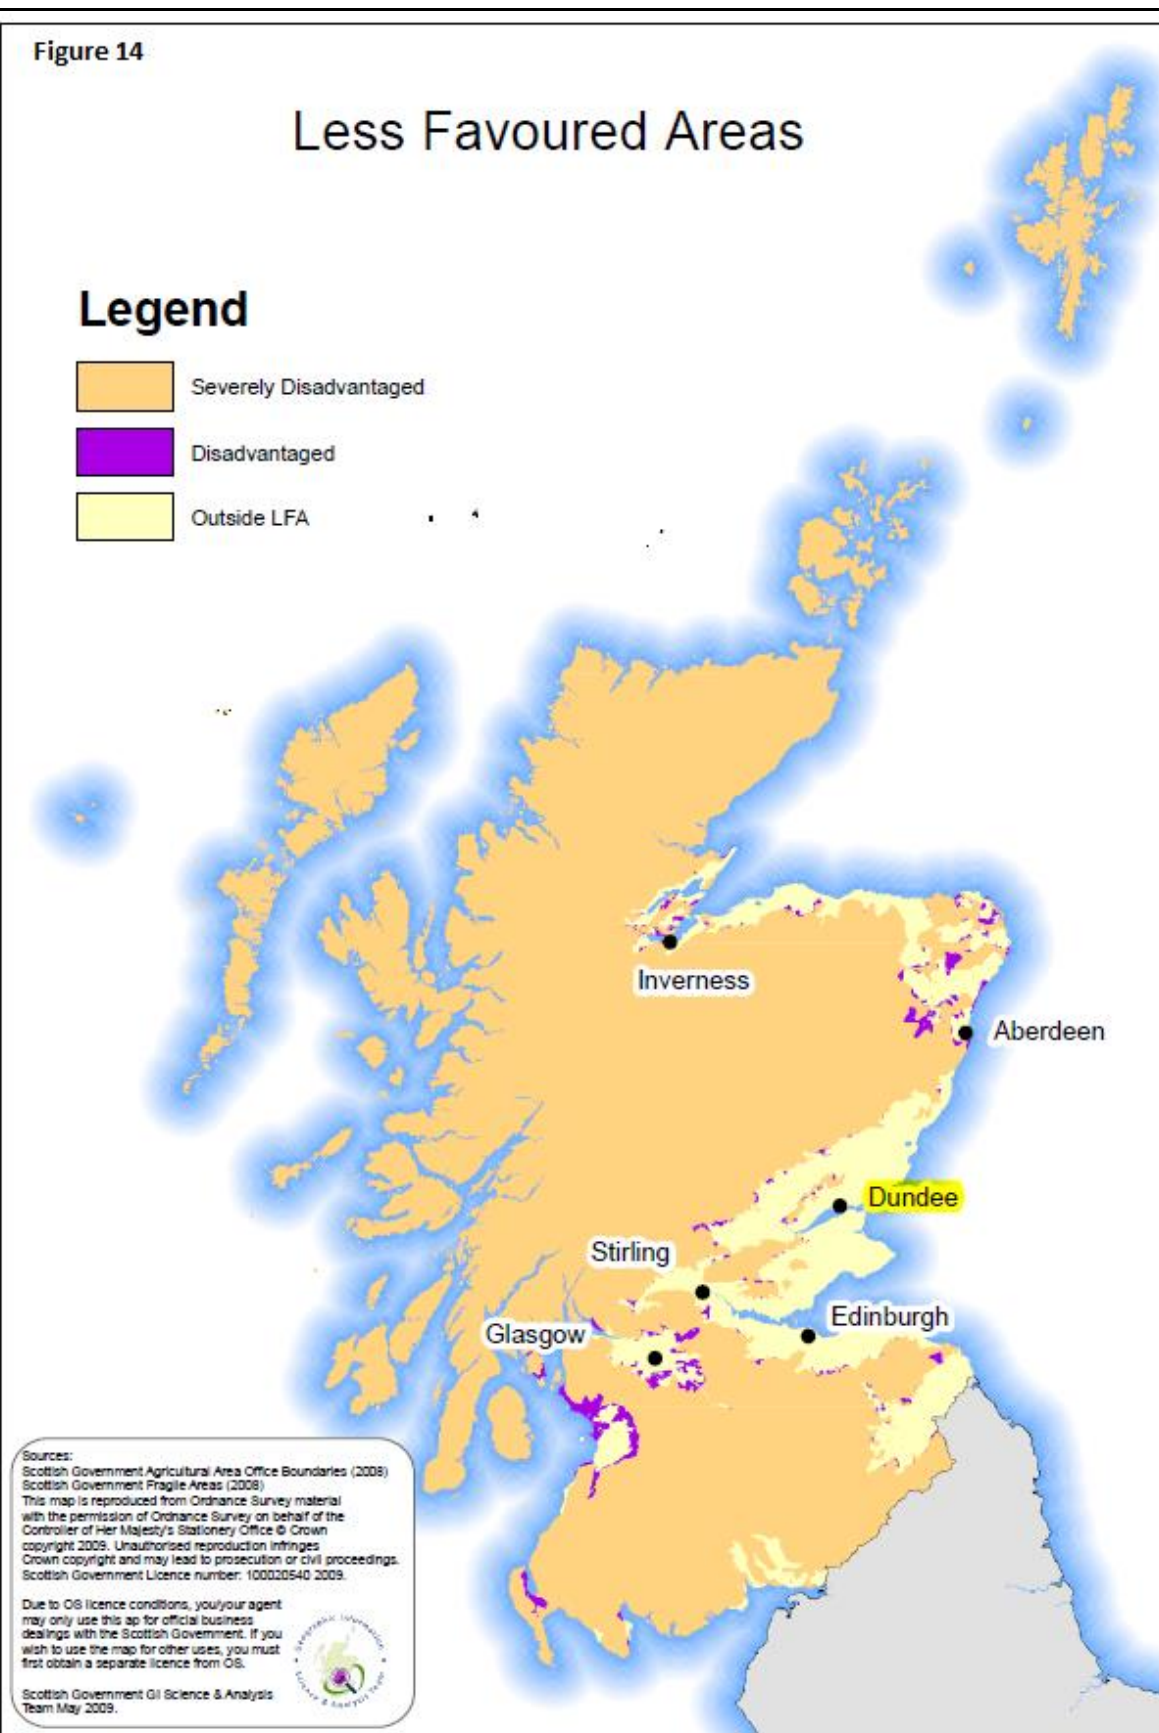 Figure 14
Less Favoured Areas
Legend
Severely Disadvantaged
Disadvantaged
Outside LFA
Inverness
Aberdeen
Dundee
Stirling
Edinburgh
Glasgow
Sources:
Scottish Government Agricultural Area Office Boundaries (2008)
Scottish Government Fragile Areas (2008)
This map is reproduced from Ordnance Survey material
with the permission of Ordnance Survey on behalf of the
Controller of Her Majesty's Stationery Office © Crown
copyright 2009. Unauthorised reproduction infringes
Crown copyright and may lead to prosecution or civil proceedings.
Scottish Government Licence number: 100020540 2009.
Due to OS licence conditions, you/your agent
may only use this ap for official business
dealings with the Scottish Government. If you
wish to use the map for other uses, you must
first obtain a separate licence from OS.
Scottish Government GI Science & Analysis
Team May 2009.
Geographic Information
Science & Analysis Team